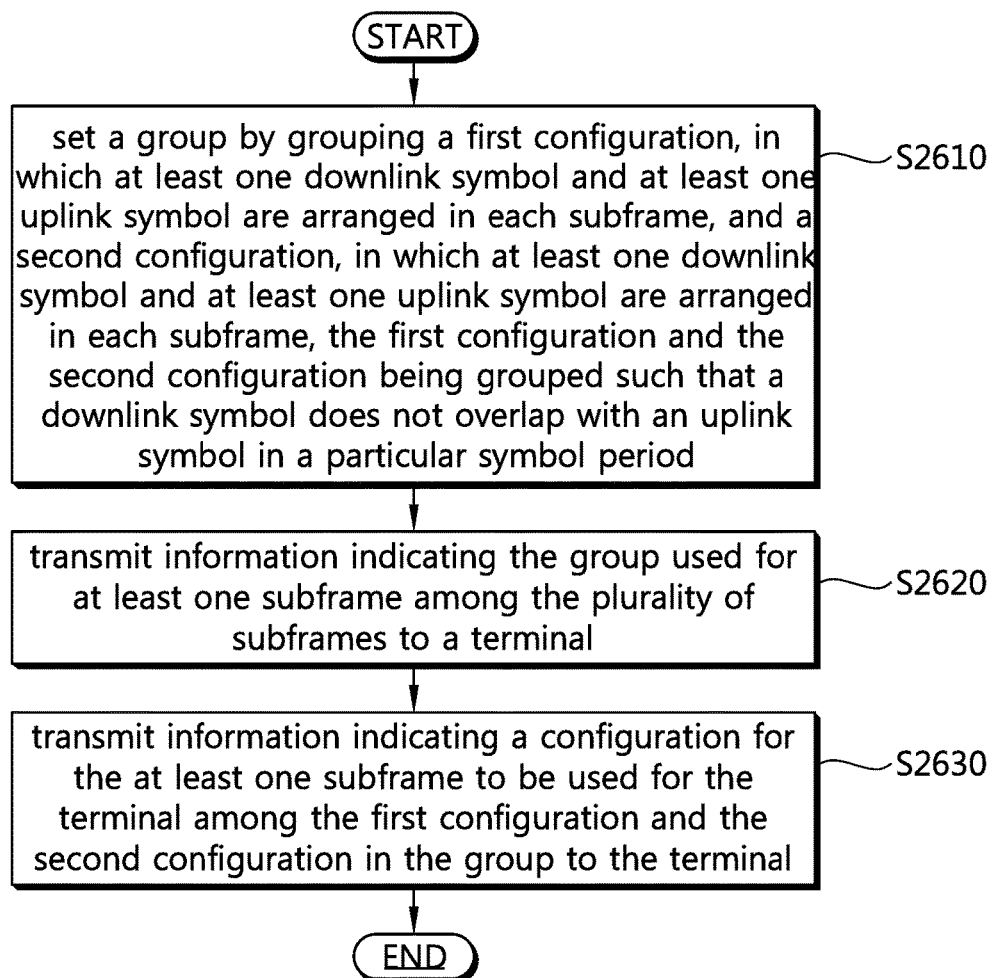 START
set a group by grouping a first configuration, in
which at least one downlink symbol and at least one
uplink symbol are arranged in each subframe, and a
second configuration, in which at least one downlink
symbol and at least one uplink symbol are arranged
in each subframe, the first configuration and the
second configuration being grouped such that a
downlink symbol does not overlap with an uplink
symbol in a particular symbol period
S2610
transmit information indicating the group used for
at least one subframe among the plurality of
subframes to a terminal
S2620
transmit information indicating a configuration for
the at least one subframe to be used for the
terminal among the first configuration and the
second configuration in the group to the terminal
S2630
END